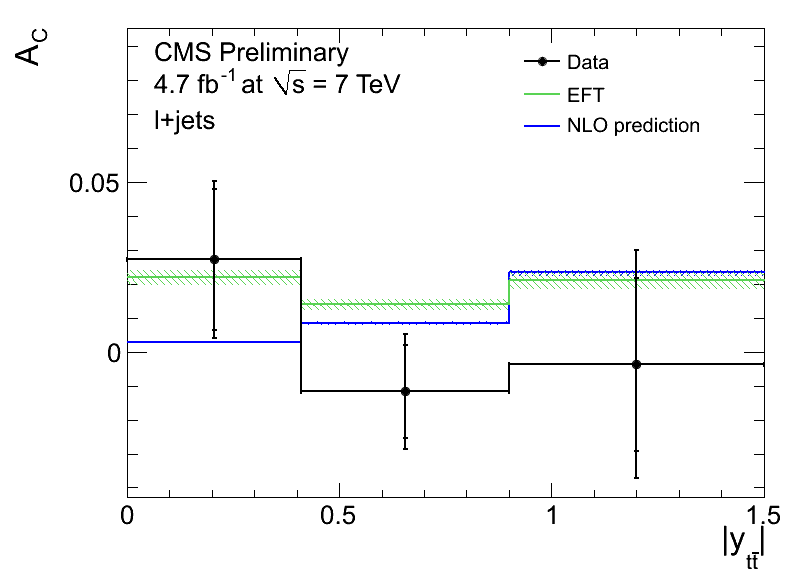 A_C
CMS Preliminary
4.7 fb⁻¹ at √s = 7 TeV
l+jets
Data
EFT
NLO prediction
0.05
0
0 0.5 1 1.5
|y_tt̄|